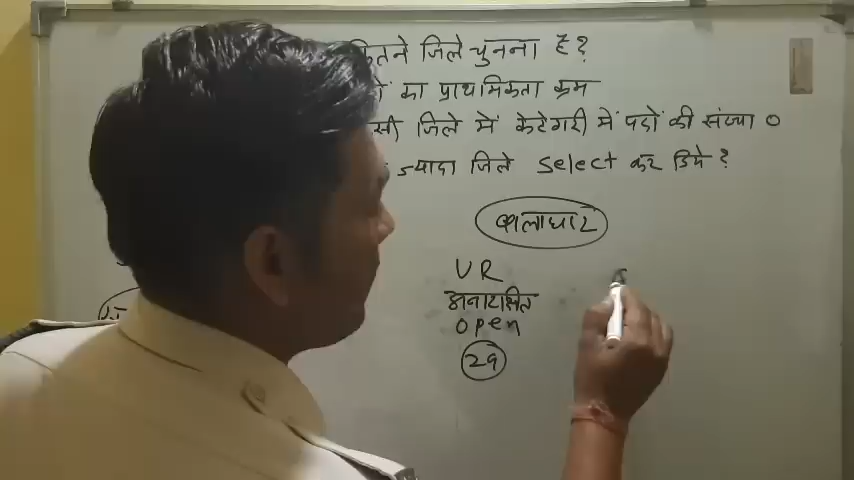 कितने जिले चुनना है?
का प्राथमिकता क्रम
सी जिले में केटेगरी में पदों की संख्या 0
ज्यादा जिले select कर दिये?
बालाघाट
UR
अनारक्षित
open
29